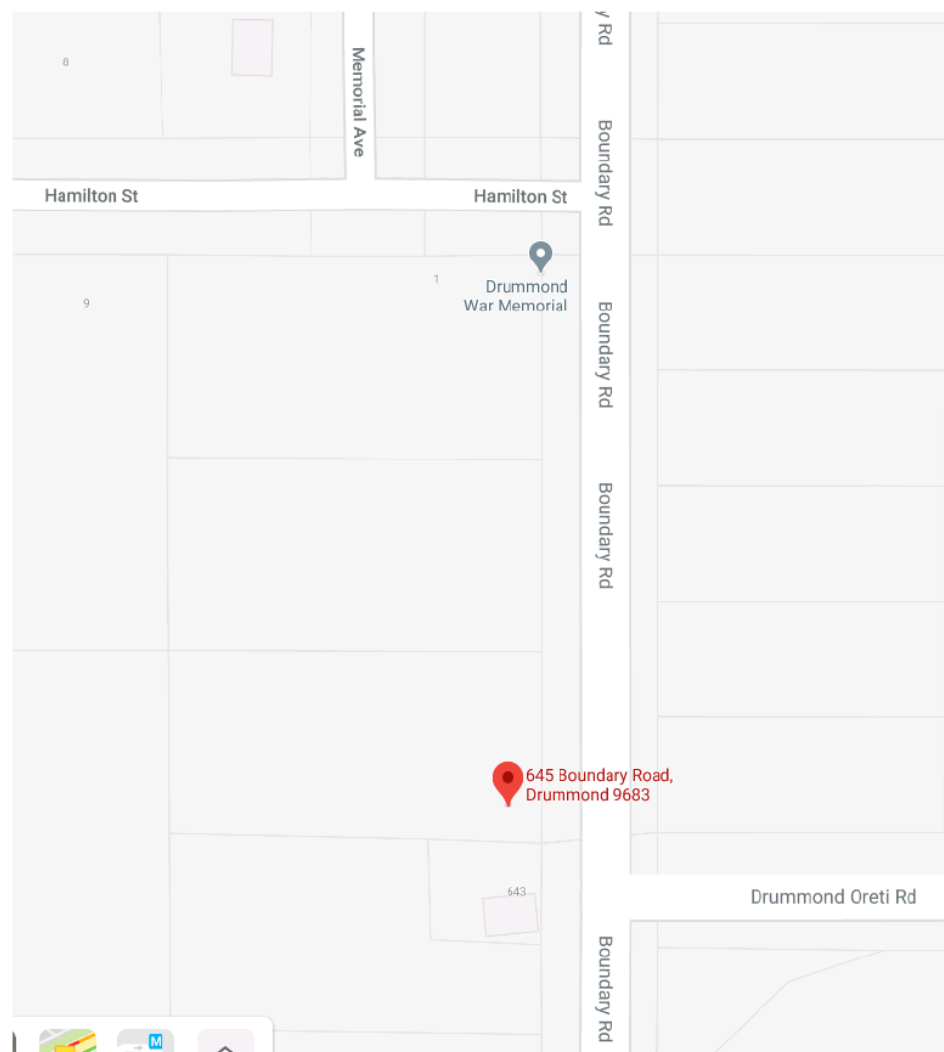 y Rd
8
Memorial Ave
Boundary Rd
Hamilton St
Hamilton St
Drummond
War Memorial
1
9
Boundary Rd
Boundary Rd
645 Boundary Road,
Drummond 9683
643
Drummond Oreti Rd
Boundary Rd
M